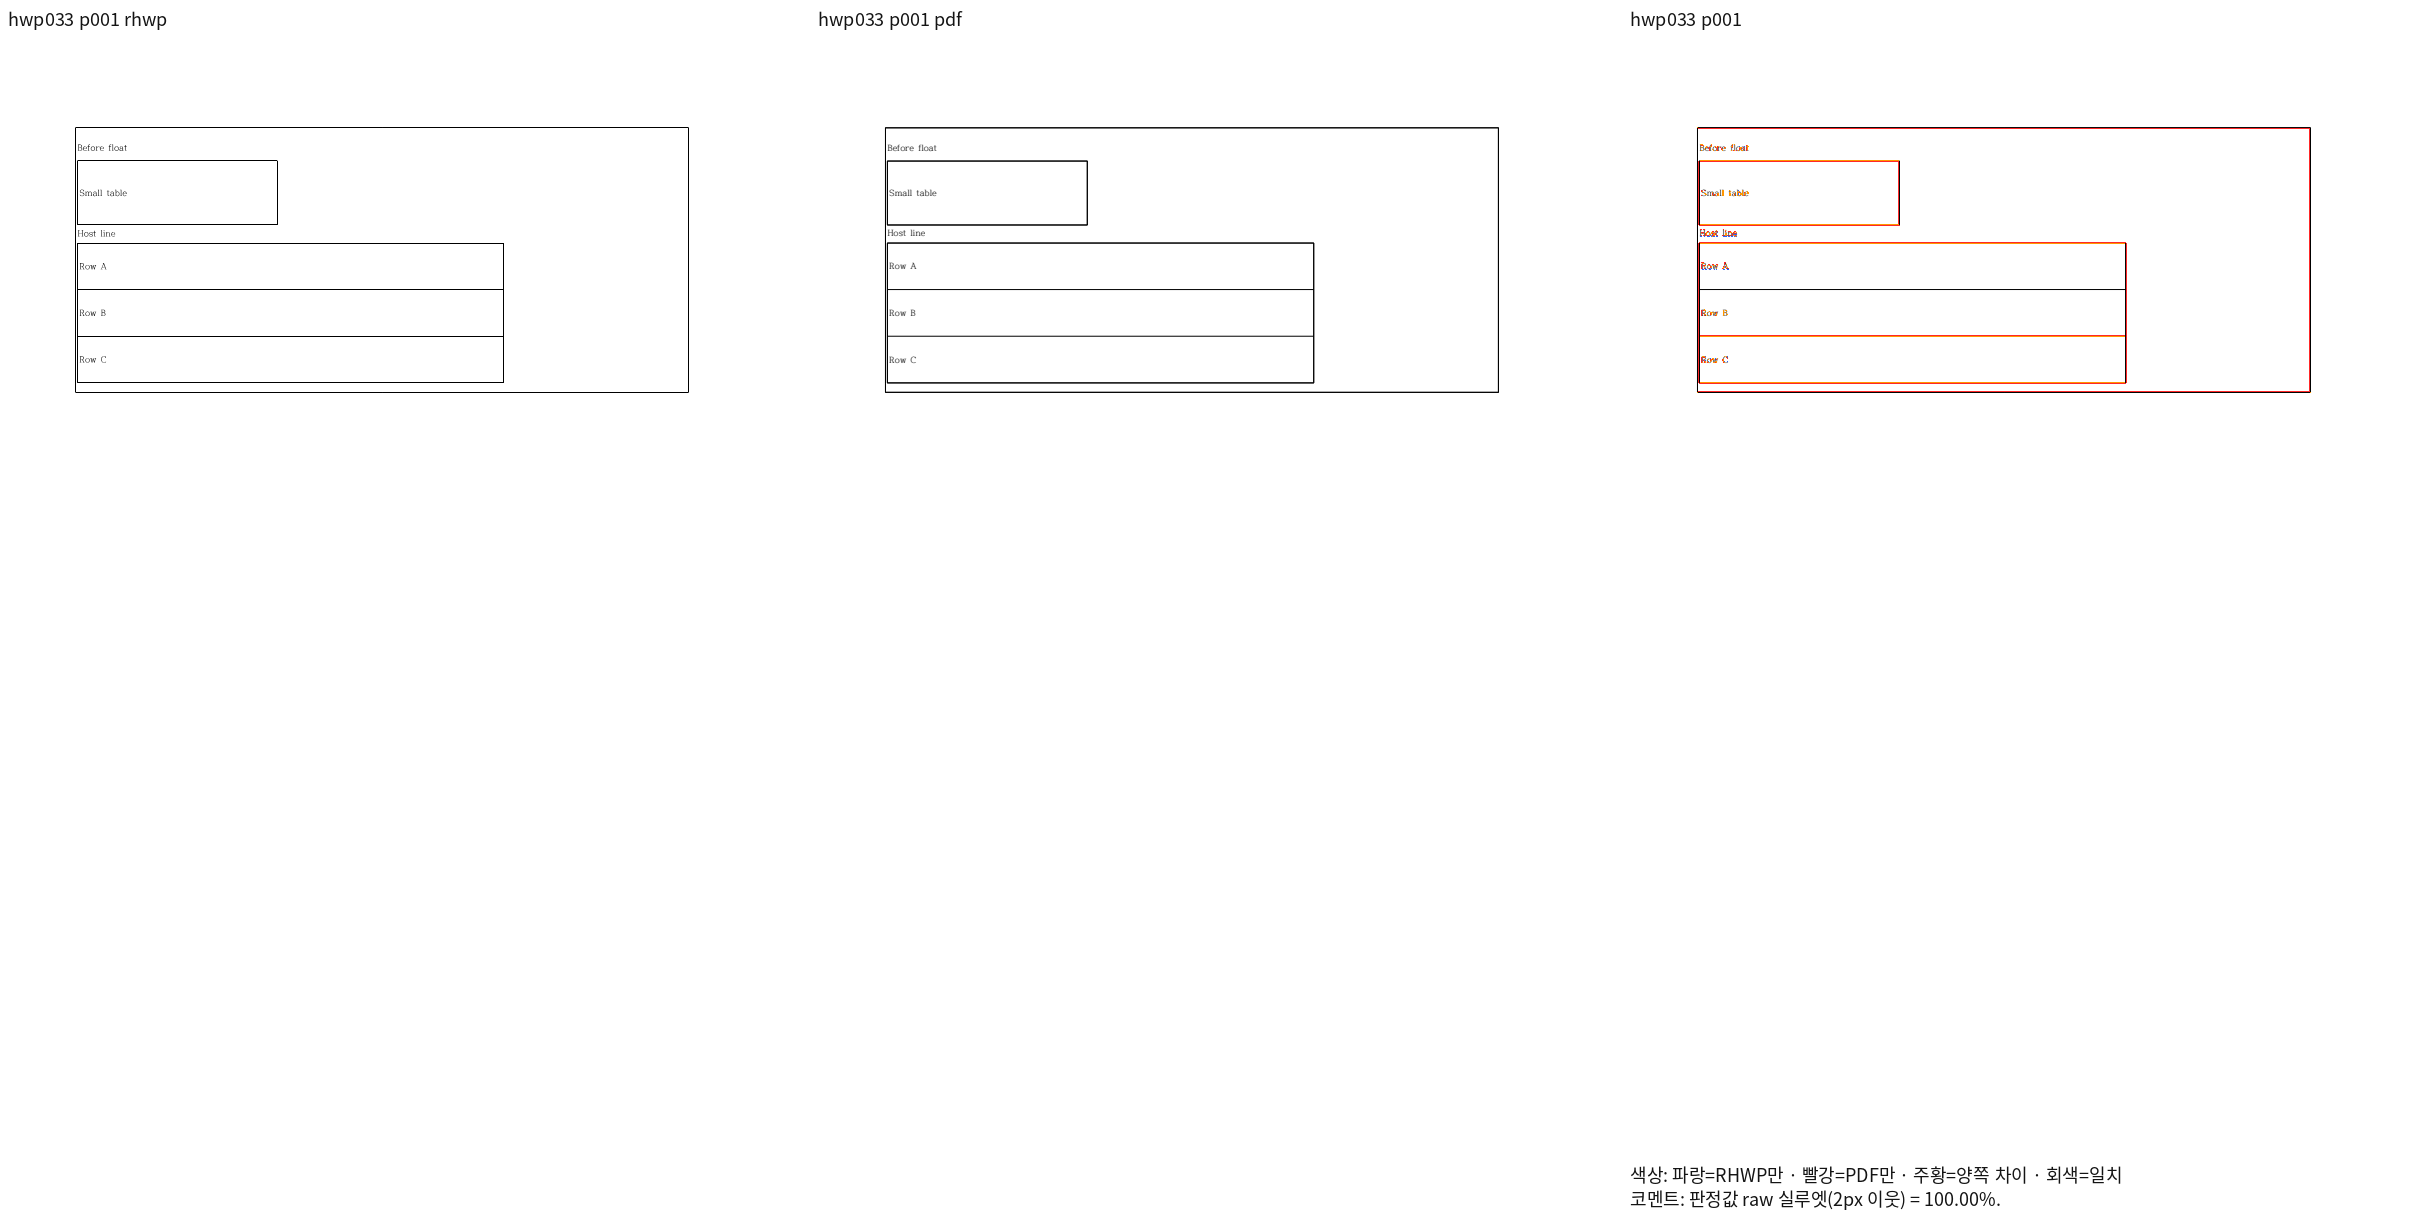 hwp033 p001 rhwp
Before float
Small table
Host line
Row A
Row B
Row C
hwp033 p001 pdf
Before float
Small table
Host line
Row A
Row B
Row C
hwp033 p001
Before float
Small table
Host line
Row A
Row B
Row C
색상: 파랑=RHWP만 · 빨강=PDF만 · 주황=양쪽 차이 · 회색=일치
코멘트: 판정값 raw 실루엣(2px 이웃) = 100.00%.